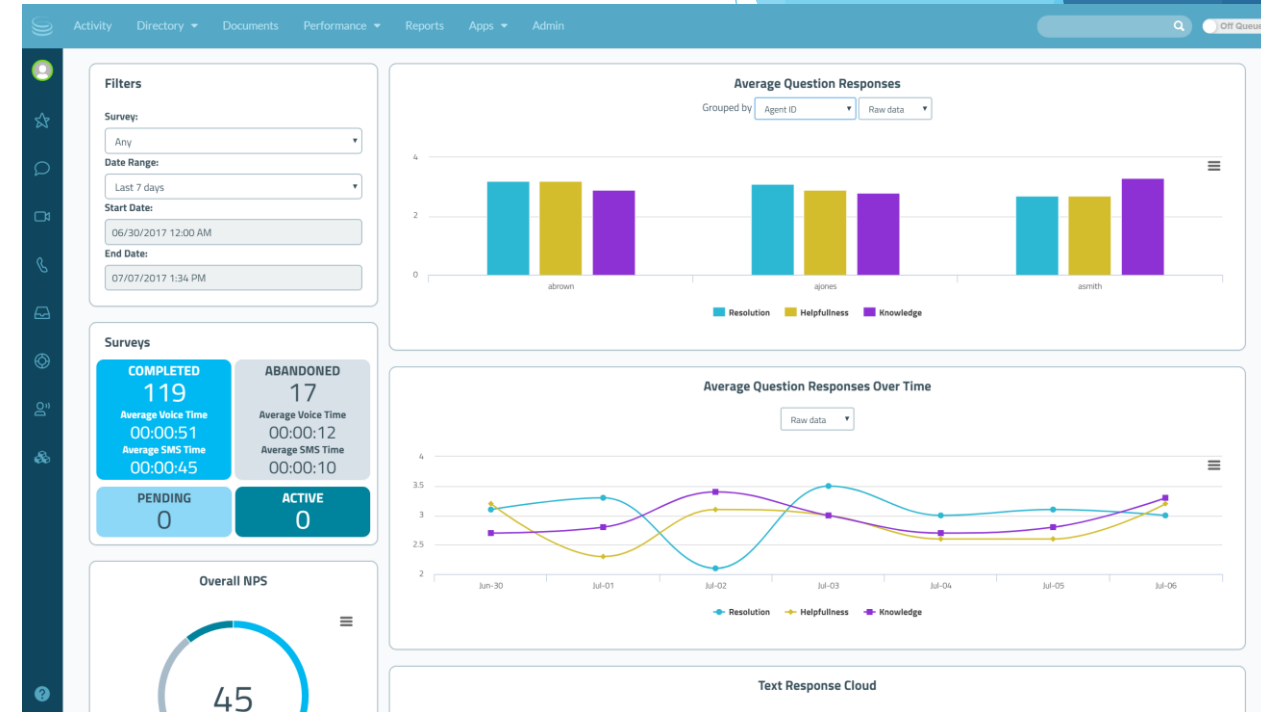 Activity Directory Documents Performance Reports Apps Admin
Off Queue
Filters
Survey:
Any
Date Range:
Last 7 days
Start Date:
06/30/2017 12:00 AM
End Date:
07/07/2017 1:34 PM
Surveys
COMPLETED
119
Average Voice Time
00:00:51
Average SMS Time
00:00:45
ABANDONED
17
Average Voice Time
00:00:12
Average SMS Time
00:00:10
PENDING
0
ACTIVE
0
Overall NPS
45
Average Question Responses
Grouped by Agent ID Raw data
4
2
0
abrown ajones asmith
Resolution Helpfullness Knowledge
Average Question Responses Over Time
Raw data
4
3.5
3
2.5
2
Jun-30 Jul-01 Jul-02 Jul-03 Jul-04 Jul-05 Jul-06
Resolution Helpfullness Knowledge
Text Response Cloud